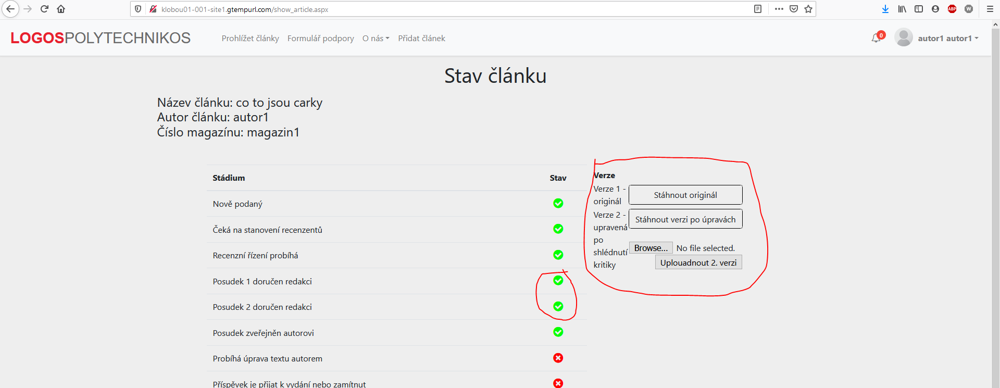 klobou01-001-site1.gtempurl.com/show_article.aspx
ABP
W
LOGOSPOLYTECHNIKOS
Prohlížet články
Formulář podpory
O nás
Přidat článek
0
autor1 autor1
Stav článku
Název článku: co to jsou carky
Autor článku: autor1
Číslo magazínu: magazin1
Stádium Stav
Nově podaný
Čeká na stanovení recenzentů
Recenzní řízení probíhá
Posudek 1 doručen redakci
Posudek 2 doručen redakci
Posudek zveřejněn autorovi
Probíhá úprava textu autorem
Příspěvek je přijat k vydání nebo zamítnut
Verze
Verze 1 -
originál
Stáhnout originál
Verze 2 -
upravená
po
shlédnutí
kritiky
Stáhnout verzi po úpravách
Browse... No file selected.
Uplouadnout 2. verzi